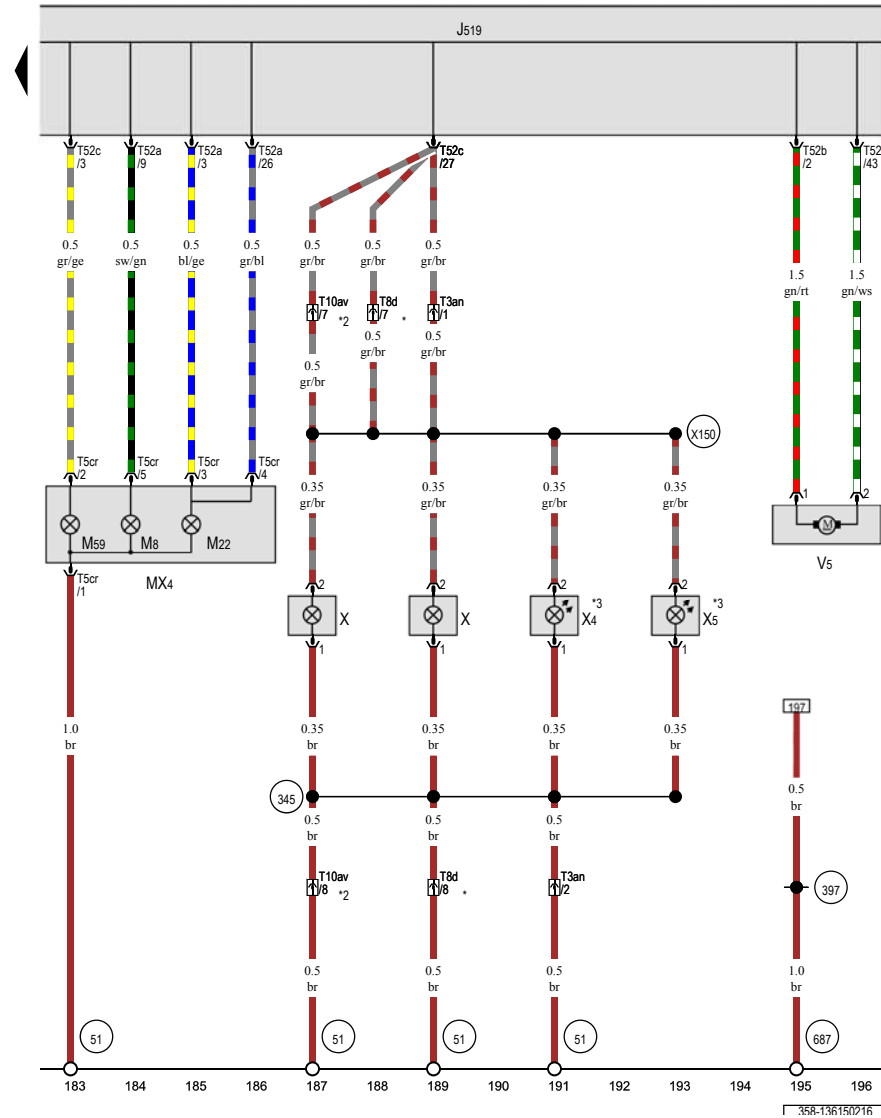 J519
T52c T52a T52a T52a T52c T52b T52
/3 /9 /3 /26 /27 /2 /43
0.5 0.5 0.5 0.5 0.5 0.5 0.5 1.5 1.5
gr/ge sw/gn bl/ge gr/bl gr/br gr/br gr/br gn/rt gn/ws
T10av T8d T3an
/7 *2 /7 * /1
0.5 0.5
gr/br gr/br
0.5
gr/br
X150
T5cr T5cr T5cr T5cr
/2 /5 /3 /4
0.35 0.35 0.35 0.35
gr/br gr/br gr/br gr/br
1 2
M59 M8 M22
M
V5
T5cr
/1
MX4
2 2 2 2
X X X4 *3 X5 *3
1 1 1 1
197
1.0 0.35 0.35 0.35 0.35
br br br br br
345
0.5
br
0.5 0.5 0.5
br br br
T10av T8d T3an
/8 *2 /8 * /2
397
0.5 0.5 0.5 1.0
br br br br
51 51 51 51 687
183 184 185 186 187 188 189 190 191 192 193 194 195 196
358-136150216